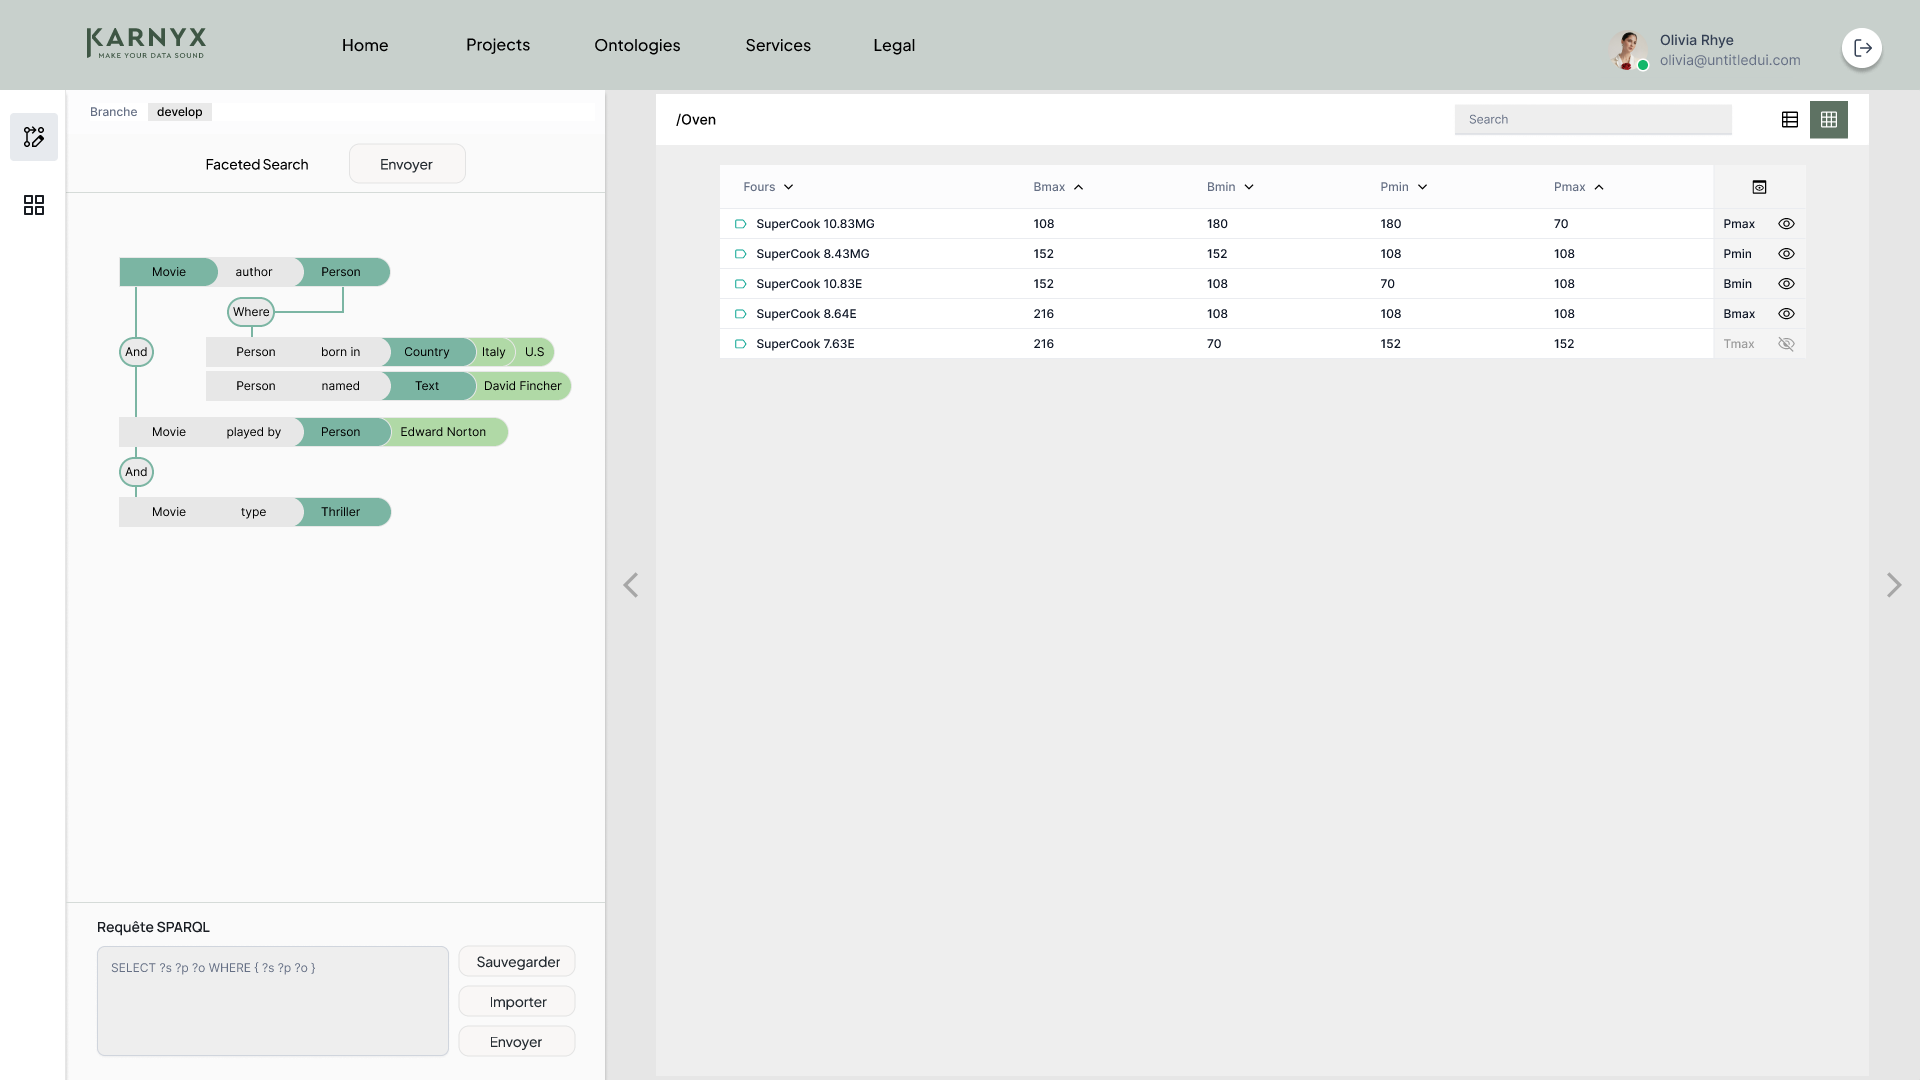 KARNYX
MAKE YOUR DATA SOUND
Home
Projects
Ontologies
Services
Legal
Olivia Rhye
olivia@untitledui.com
Branche
develop
Faceted Search
Envoyer
Movie author Person
Where
And
Person born in Country Italy U.S
Person named Text David Fincher
Movie played by Person Edward Norton
And
Movie type Thriller
Requête SPARQL
SELECT ?s ?p ?o WHERE { ?s ?p ?o }
Sauvegarder
Importer
Envoyer
/Oven
Search
Fours Bmax Bmin Pmin Pmax
SuperCook 10.83MG 108 180 180 70 Pmax
SuperCook 8.43MG 152 152 108 108 Pmin
SuperCook 10.83E 152 108 70 108 Bmin
SuperCook 8.64E 216 108 108 108 Bmax
SuperCook 7.63E 216 70 152 152 Tmax